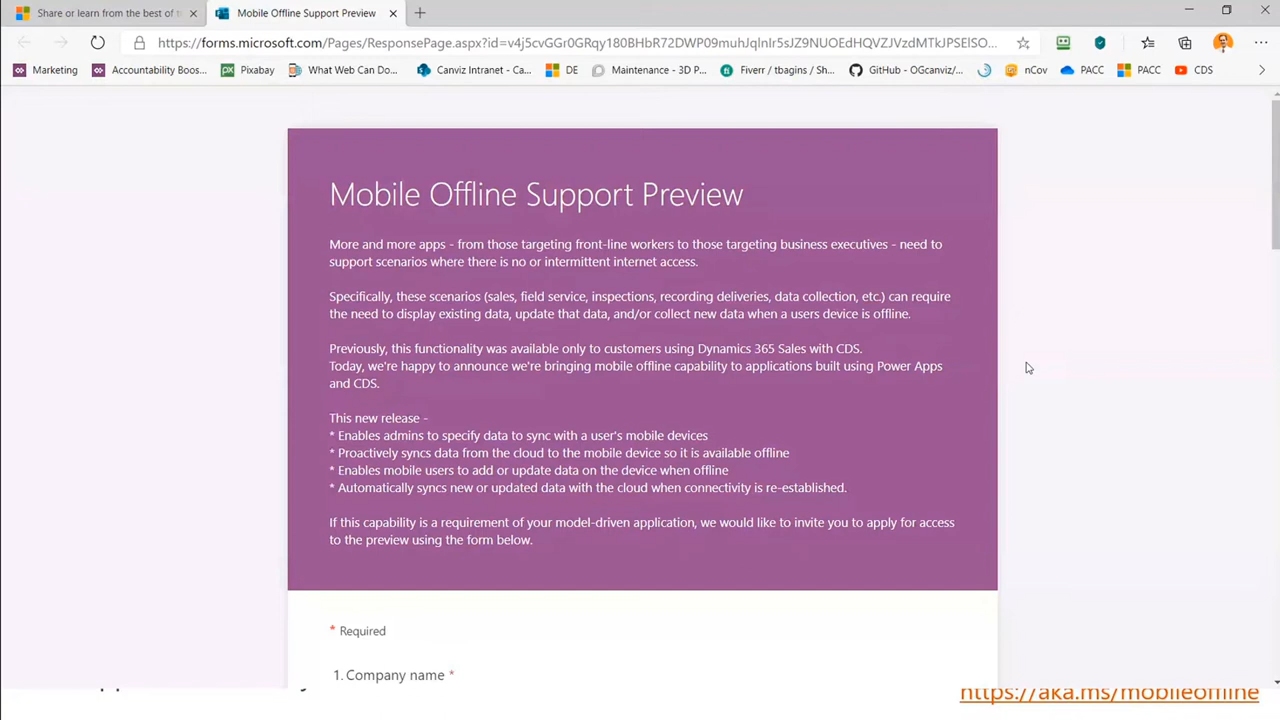 Share or learn from the best of t
Mobile Offline Support Preview
https://forms.microsoft.com/Pages/ResponsePage.aspx?id=v4j5cvGGr0GRqy180BHbR72DWP09muhJqlnIr5sJZ9NUOEdHQVZJVzdMTkJPSElSO...
Marketing
Accountability Boos...
Pixabay
What Web Can Do...
Canviz Intranet - Ca...
DE
Maintenance - 3D P...
Fiverr / tbagins / Sh...
GitHub - OGcanviz/...
nCov
PACC
PACC
CDS
Mobile Offline Support Preview
More and more apps - from those targeting front-line workers to those targeting business executives - need to
support scenarios where there is no or intermittent internet access.
Specifically, these scenarios (sales, field service, inspections, recording deliveries, data collection, etc.) can require
the need to display existing data, update that data, and/or collect new data when a users device is offline.
Previously, this functionality was available only to customers using Dynamics 365 Sales with CDS.
Today, we're happy to announce we're bringing mobile offline capability to applications built using Power Apps
and CDS.
This new release -
* Enables admins to specify data to sync with a user's mobile devices
* Proactively syncs data from the cloud to the mobile device so it is available offline
* Enables mobile users to add or update data on the device when offline
* Automatically syncs new or updated data with the cloud when connectivity is re-established.
If this capability is a requirement of your model-driven application, we would like to invite you to apply for access
to the preview using the form below.
* Required
1. Company name *
https://aka.ms/mobileoffline